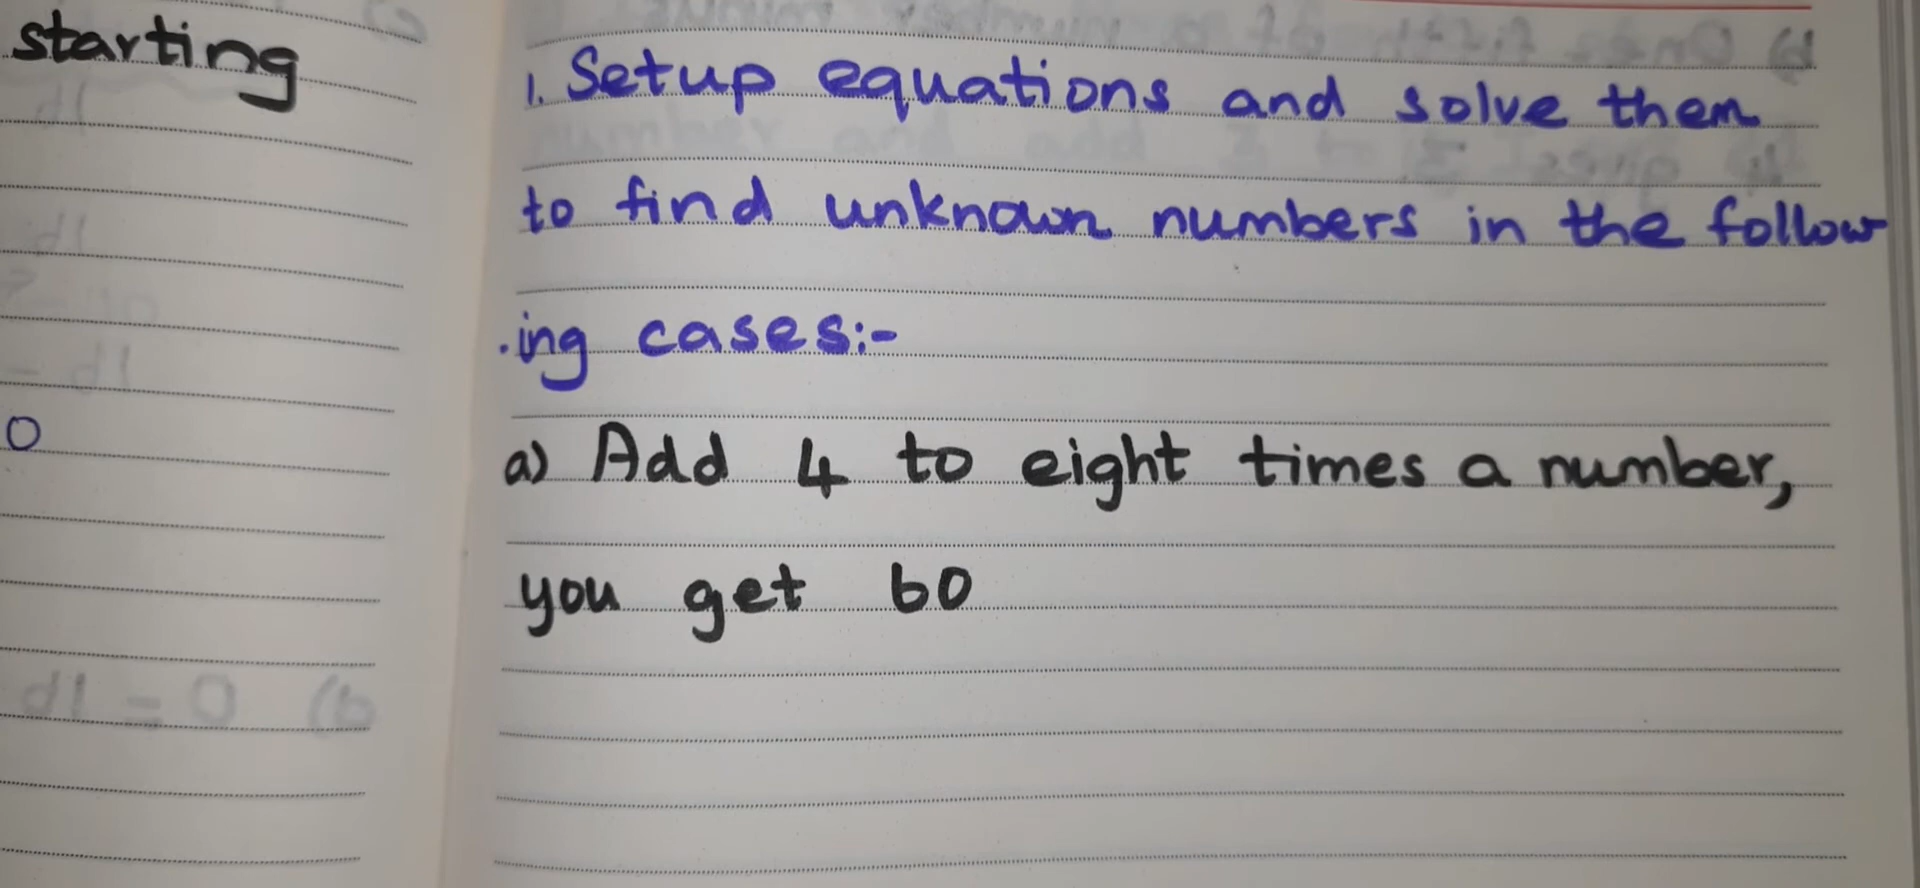 starting
O
1. Setup equations and solve them
to find unknown numbers in the follow
.ing cases:-
a) Add 4 to eight times a number,
you get 60